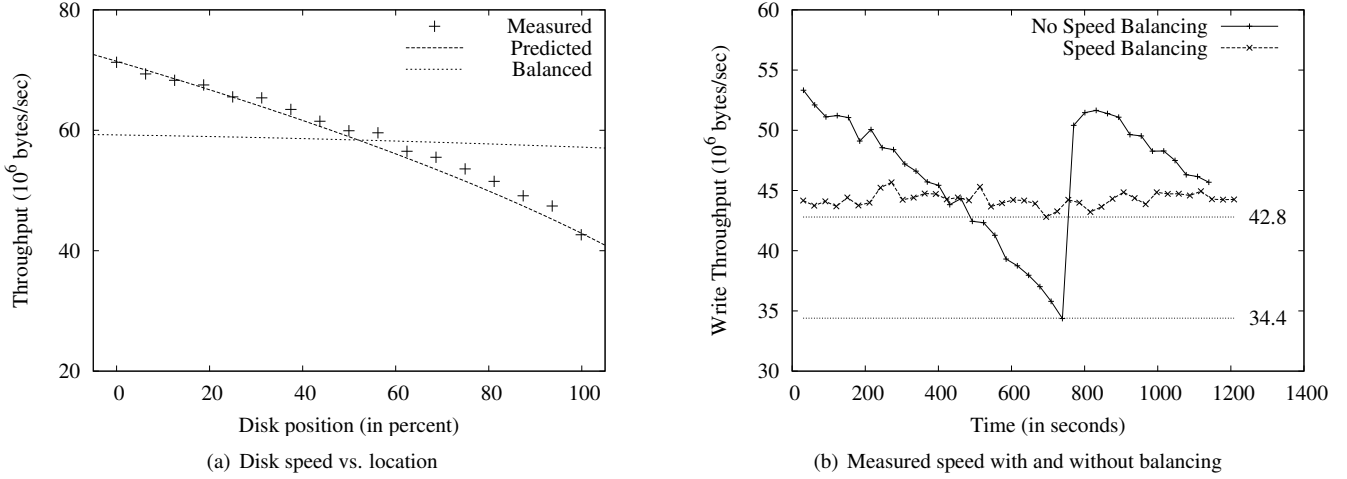 80
60
40
20
0
20
40
60
80
100
Throughput (10^6 bytes/sec)
Disk position (in percent)
Measured
Predicted
Balanced
(a) Disk speed vs. location
60
55
50
45
40
35
30
0
200
400
600
800
1000
1200
1400
Write Throughput (10^6 bytes/sec)
Time (in seconds)
No Speed Balancing
Speed Balancing
42.8
34.4
(b) Measured speed with and without balancing